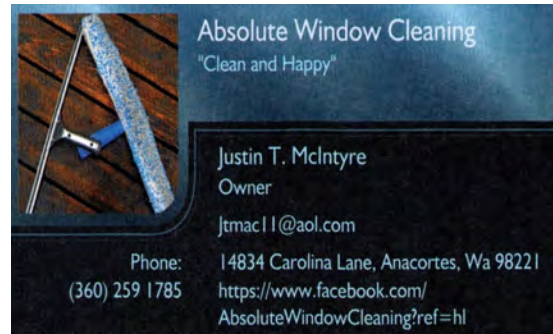 Absolute Window Cleaning
"Clean and Happy"
Justin T. McIntyre
Owner
Jtmac11@aol.com
Phone:
14834 Carolina Lane, Anacortes, Wa 98221
(360) 259 1785
https://www.facebook.com/
AbsoluteWindowCleaning?ref=hl